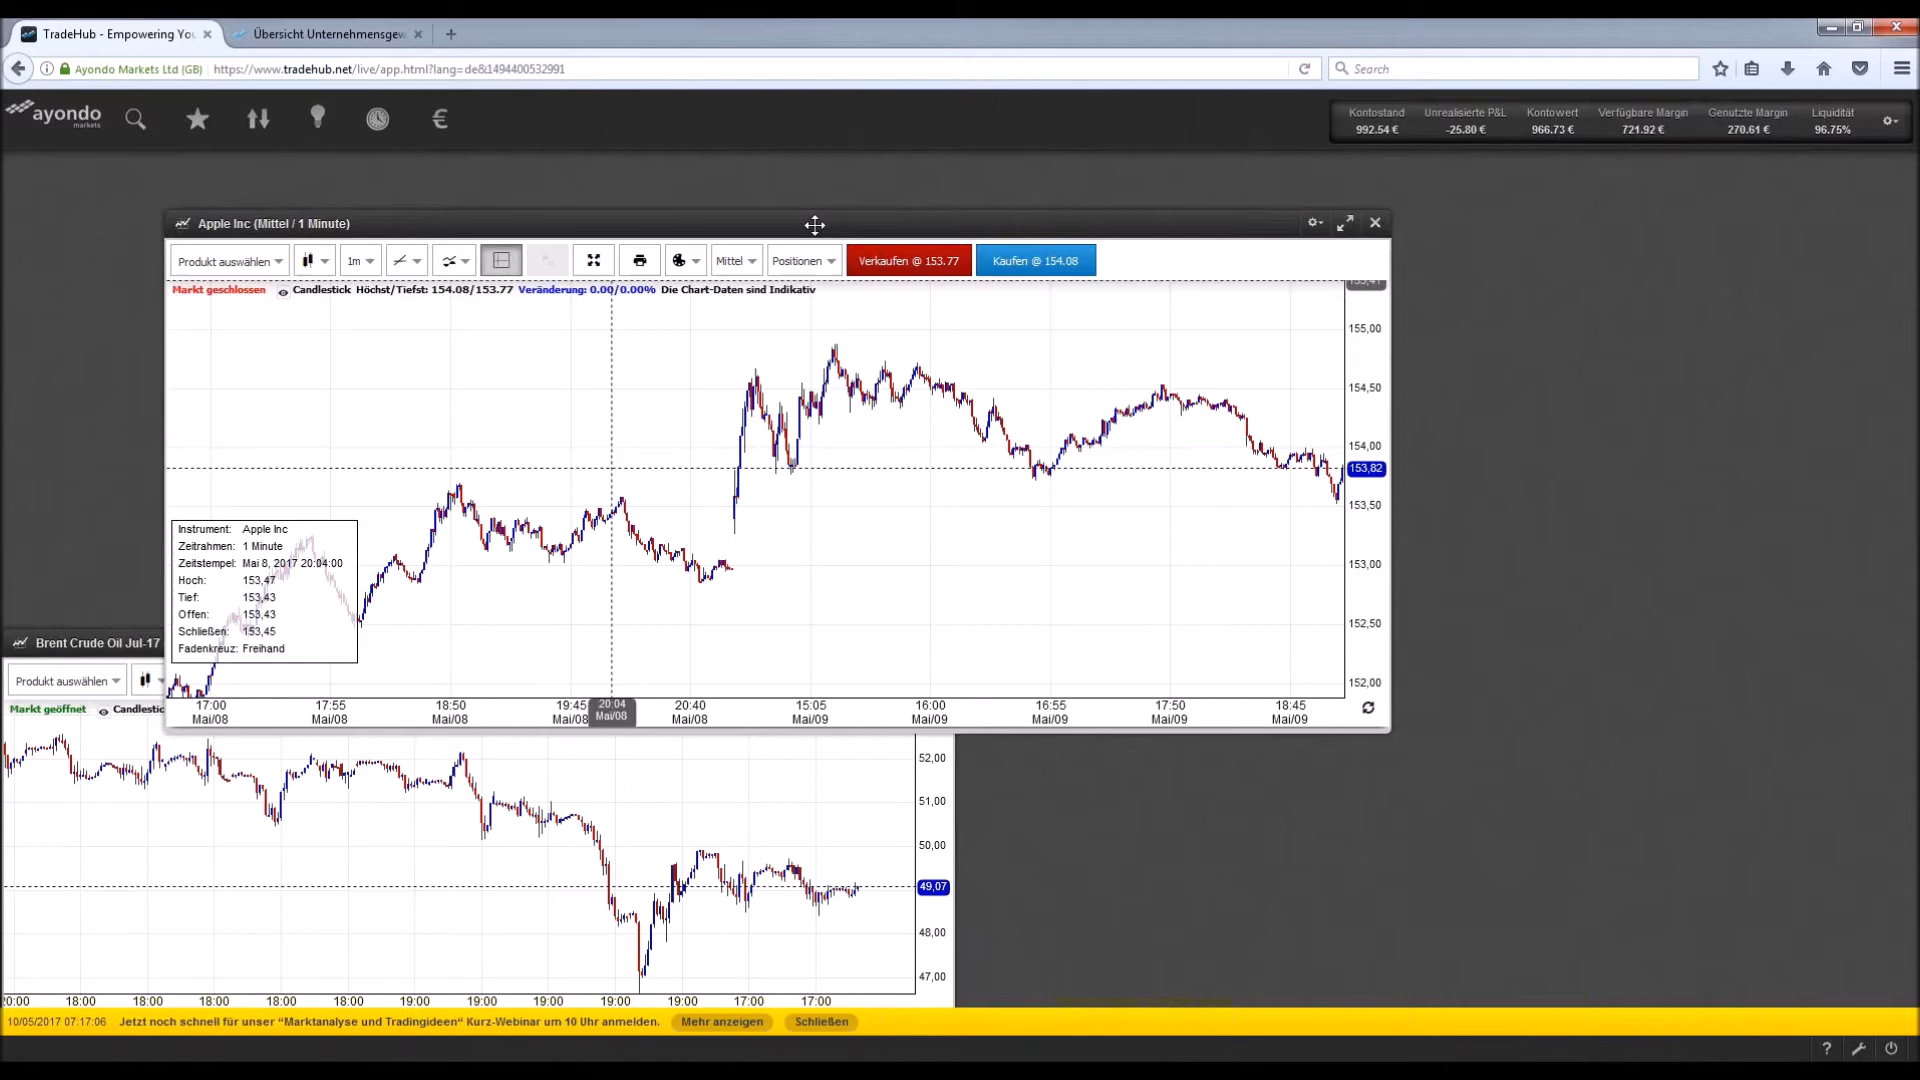 TradeHub - Empowering You
Übersicht Unternehmensgew
Ayondo Markets Ltd (GB)
https://www.tradehub.net/live/app.html?lang=de&1494400532991
Search
ayondo
markets
Kontostand Unrealisierte P&L Kontowert Verfügbare Margin Genutzte Margin Liquidität
992.54 € -25.80 € 966.73 € 721.92 € 270.61 € 96.75%
Apple Inc (Mittel / 1 Minute)
Produkt auswählen 1m Mittel Positionen Verkaufen @ 153.77 Kaufen @ 154.08
Markt geschlossen Candlestick Höchst/Tiefst: 154.08/153.77 Veränderung: 0.00/0.00% Die Chart-Daten sind Indikativ
155,00
154,50
154,00
153,82
153,50
153,00
152,50
152,00
Instrument: Apple Inc
Zeitrahmen: 1 Minute
Zeitstempel: Mai 8, 2017 20:04:00
Hoch: 153,47
Tief: 153,43
Offen: 153,43
Schließen: 153,45
Fadenkreuz: Freihand
17:00 17:55 18:50 19:45 20:04 20:40 15:05 16:00 16:55 17:50 18:45
Mai/08 Mai/08 Mai/08 Mai/08 Mai/08 Mai/08 Mai/09 Mai/09 Mai/09 Mai/09 Mai/09
Brent Crude Oil Jul-17
Produkt auswählen
Markt geöffnet Candlestic
52,00
51,00
50,00
49,07
48,00
47,00
20:00 18:00 18:00 18:00 18:00 18:00 19:00 19:00 19:00 19:00 19:00 17:00 17:00
10/05/2017 07:17:06 Jetzt noch schnell für unser "Marktanalyse und Tradingideen" Kurz-Webinar um 10 Uhr anmelden. Mehr anzeigen Schließen